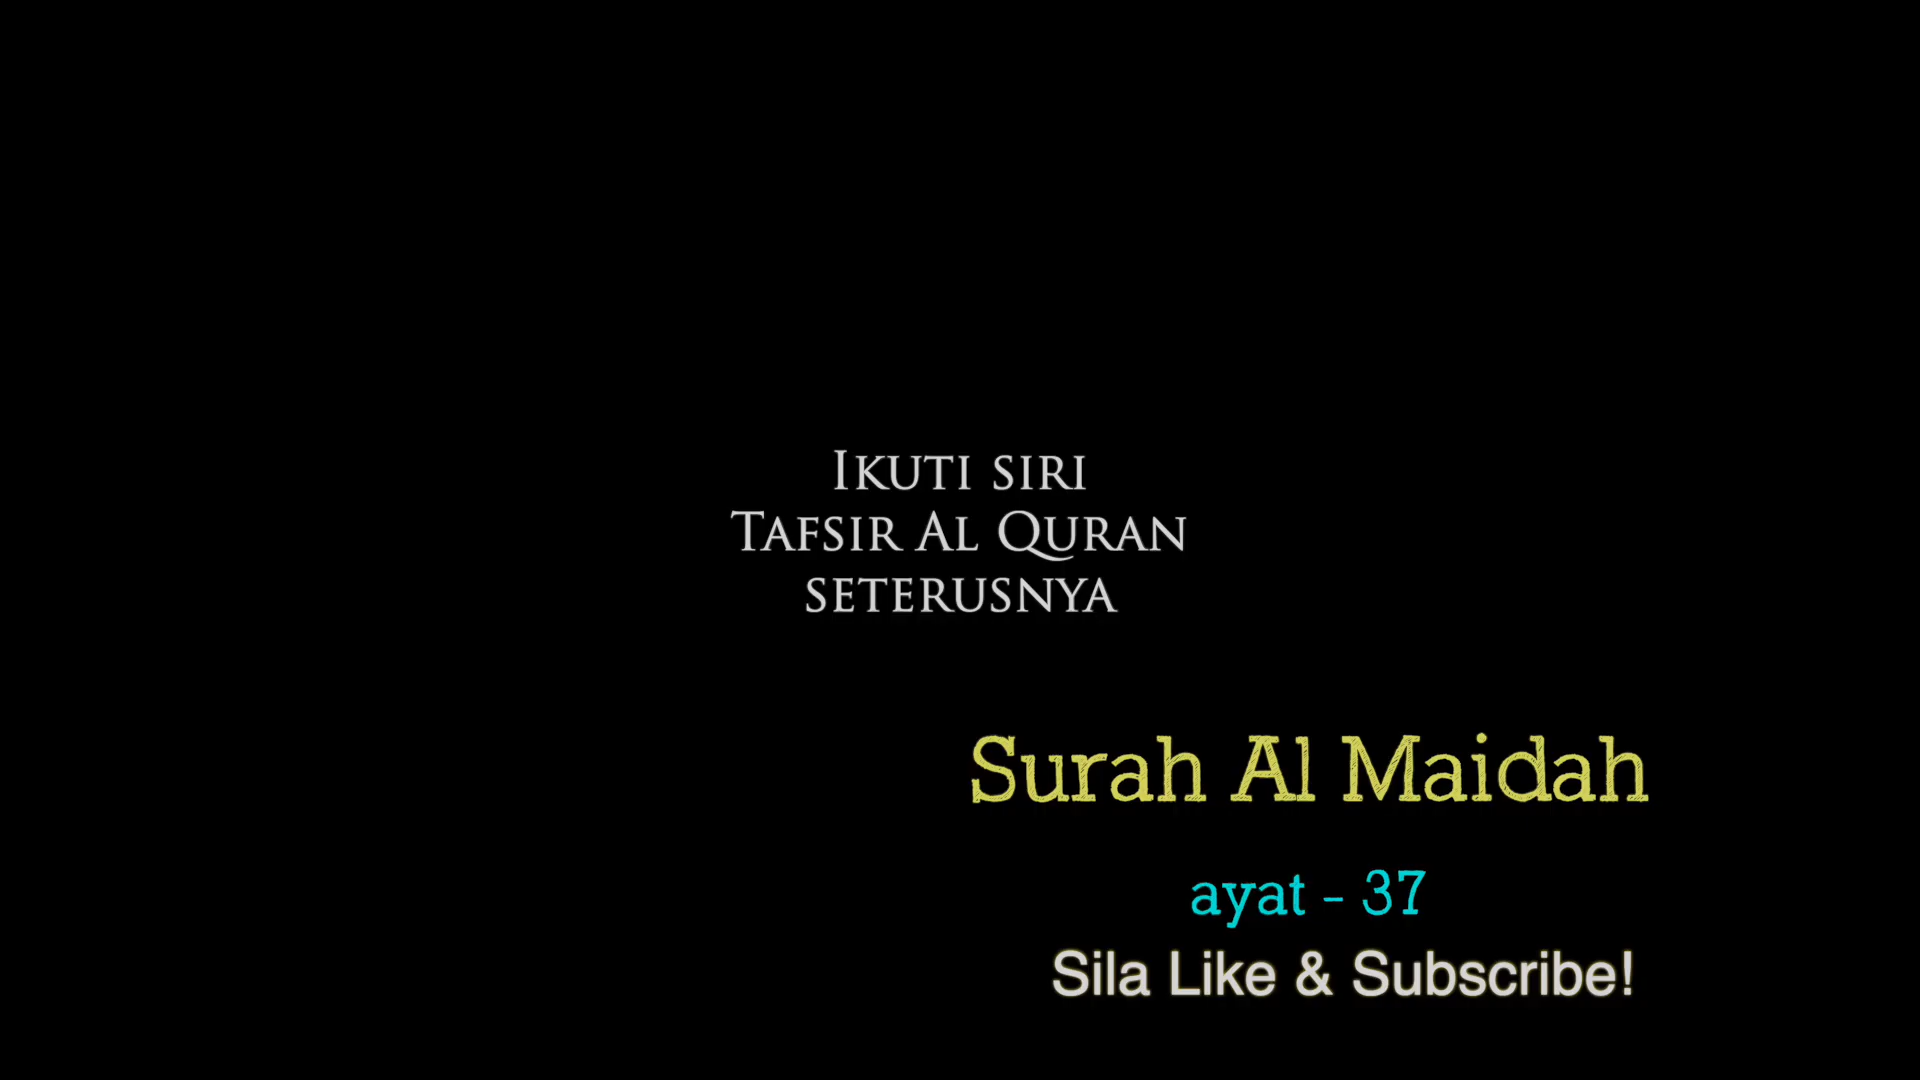 Ikuti siri
Tafsir Al Quran
seterusnya
Surah Al Maidah
ayat - 37
Sila Like & Subscribe!